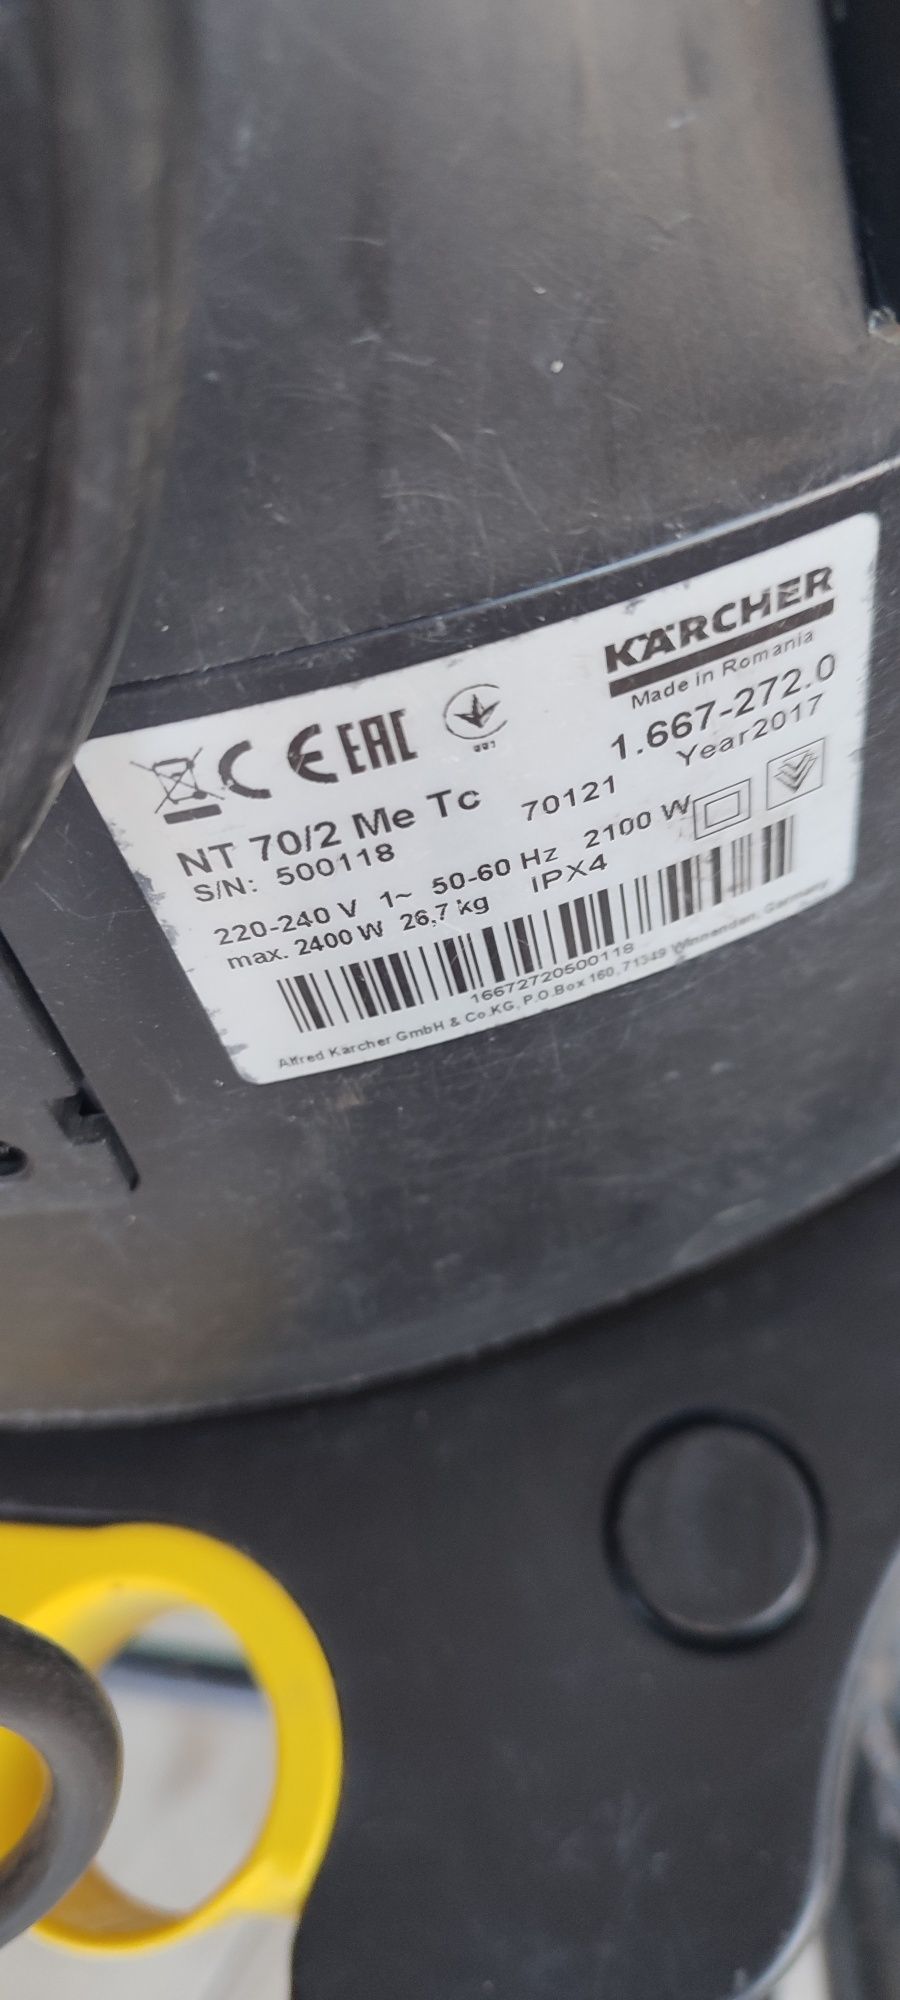 KÄRCHER
Made in Romania
CE EAC
1.667-272.0
NT 70/2 Me Tc 70121 Year2017
S/N: 500118
220-240 V 1~ 50-60 Hz 2100 W
max. 2400 W 26,7 kg IPX4
16672720500118
Alfred Kärcher GmbH & Co.KG, P.O.Box 160, 71349 Winnenden, Germany